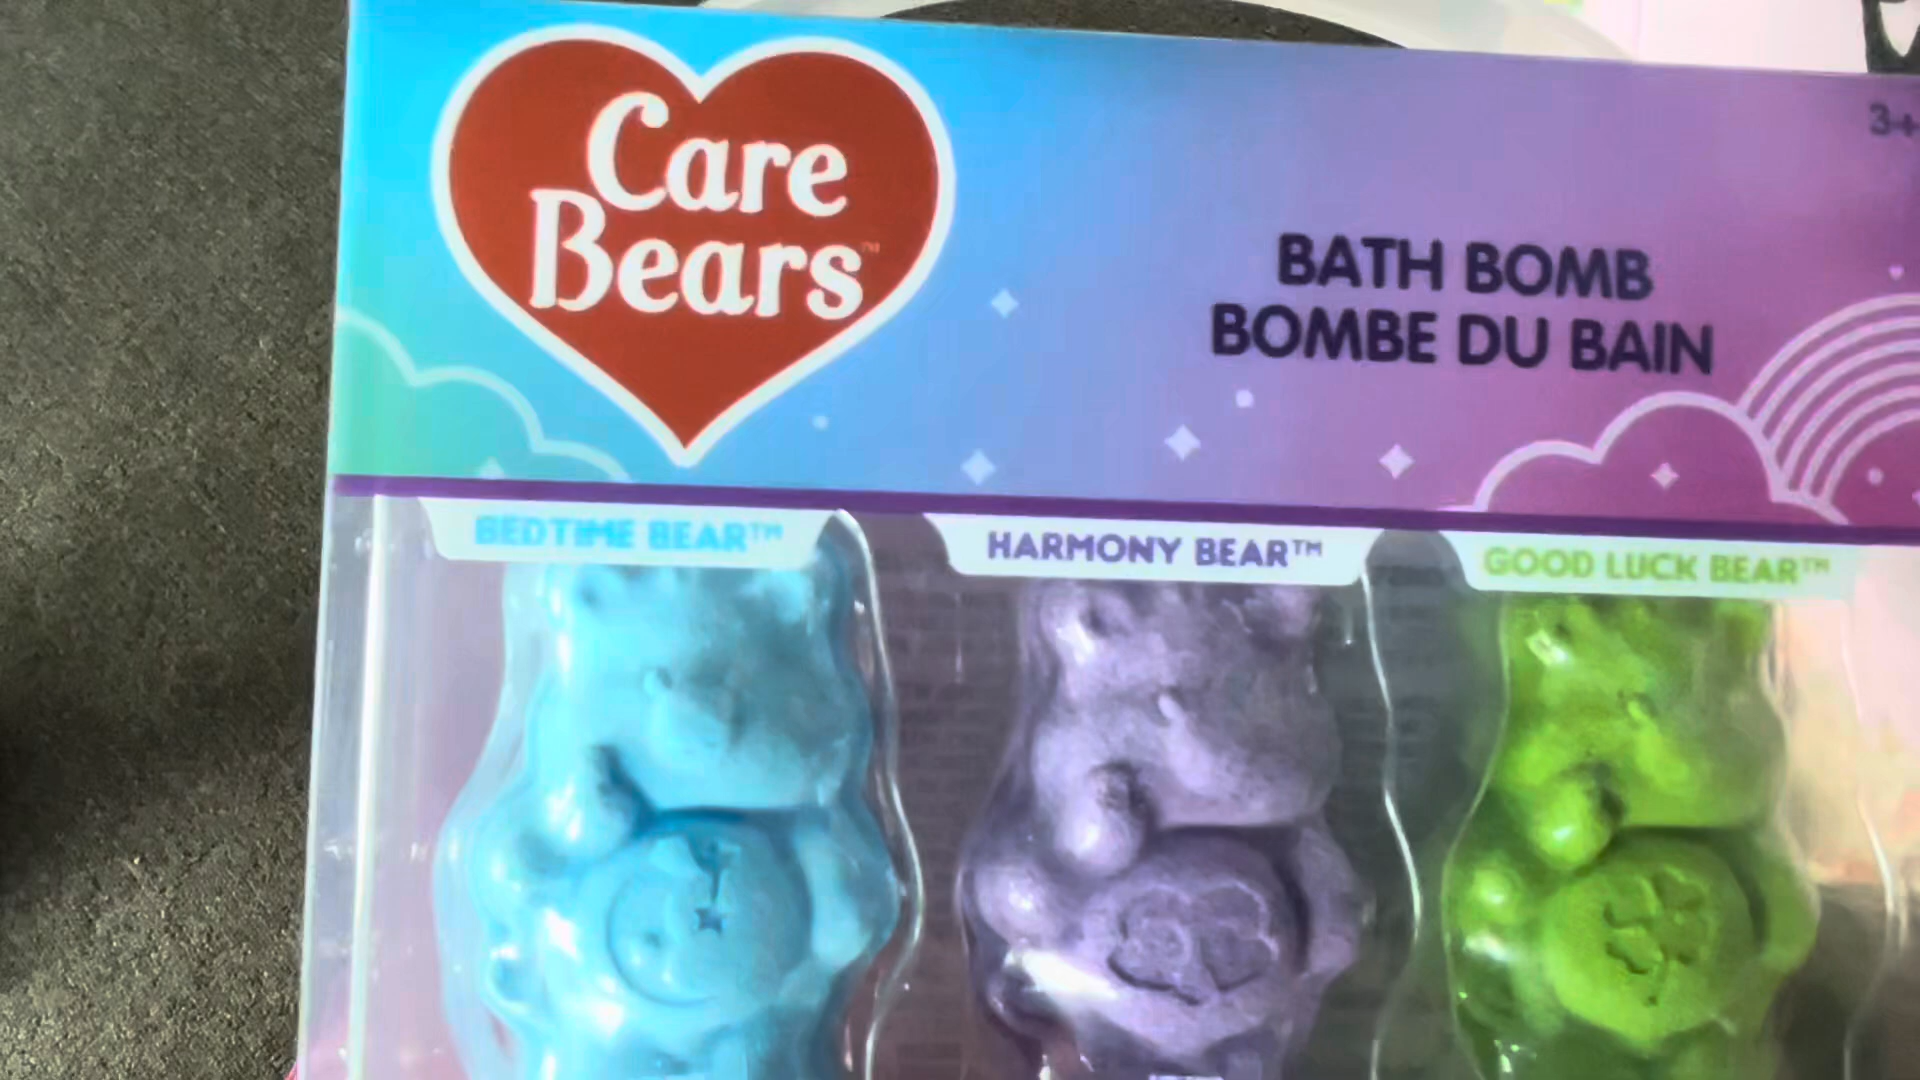 Care
Bears™
3+
BATH BOMB
BOMBE DU BAIN
BEDTIME BEAR™
HARMONY BEAR™
GOOD LUCK BEAR™